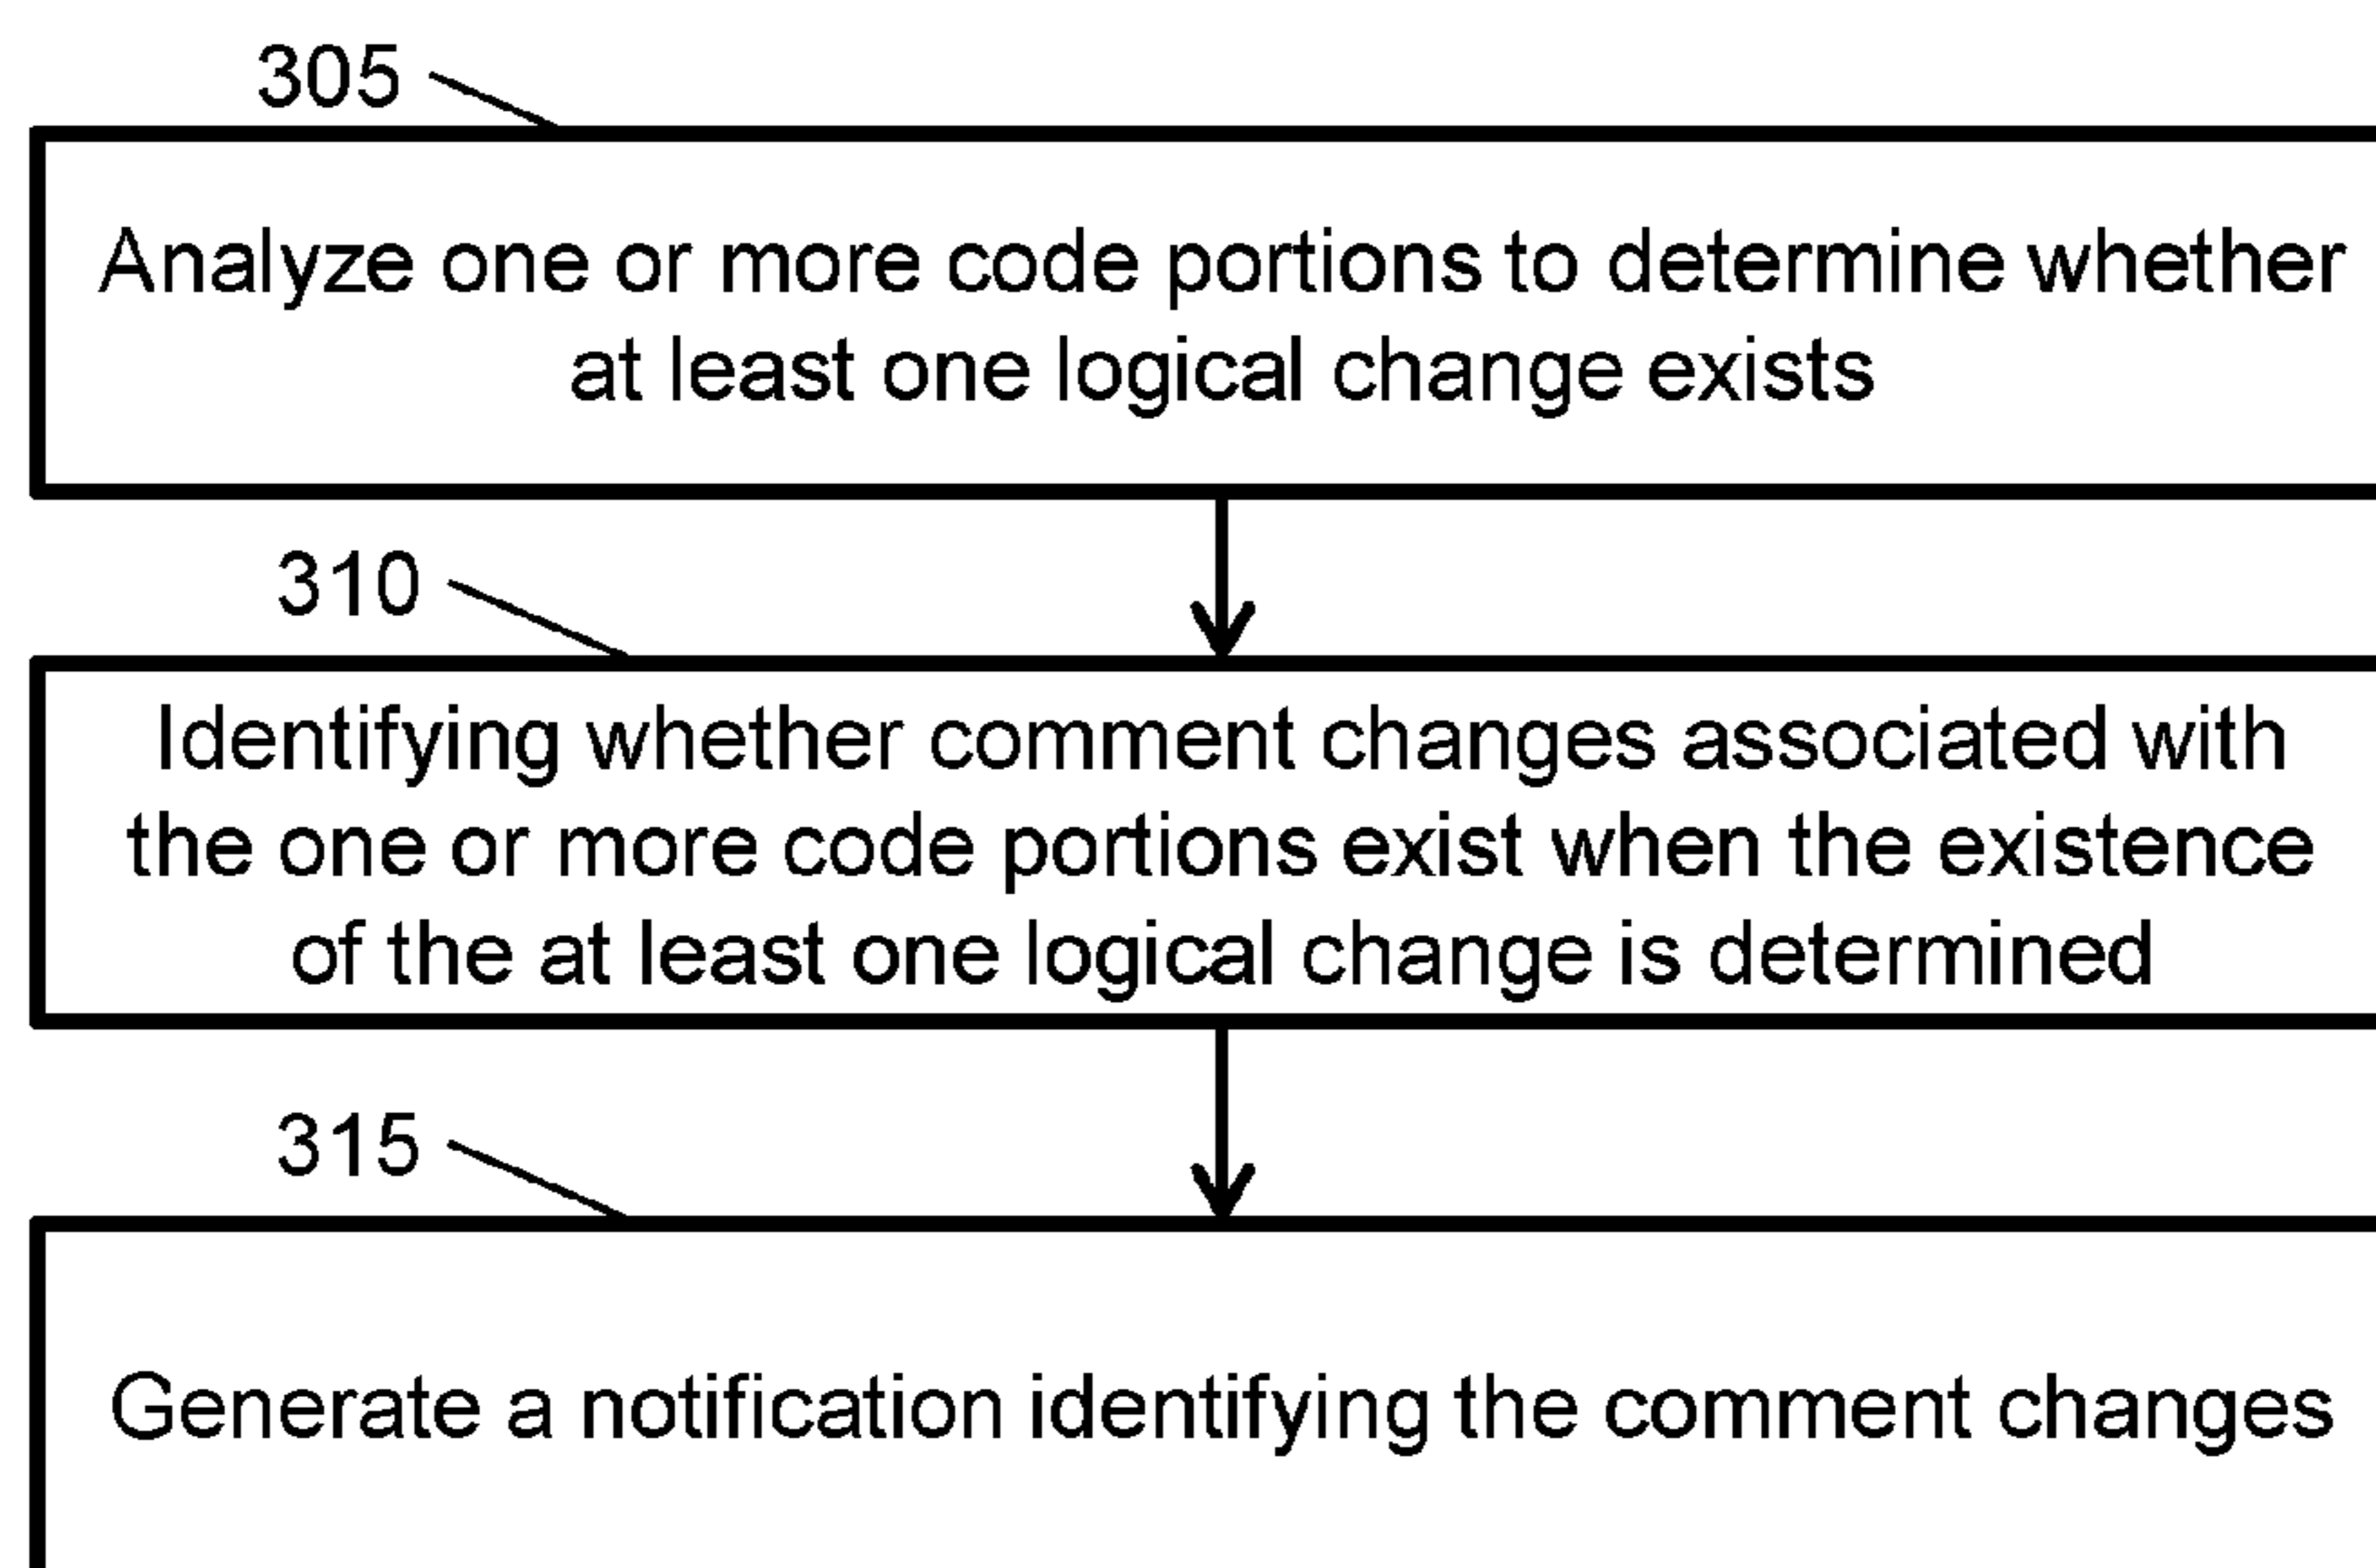 305
Analyze one or more code portions to determine whether
at least one logical change exists
310
Identifying whether comment changes associated with
the one or more code portions exist when the existence
of the at least one logical change is determined
315
Generate a notification identifying the comment changes